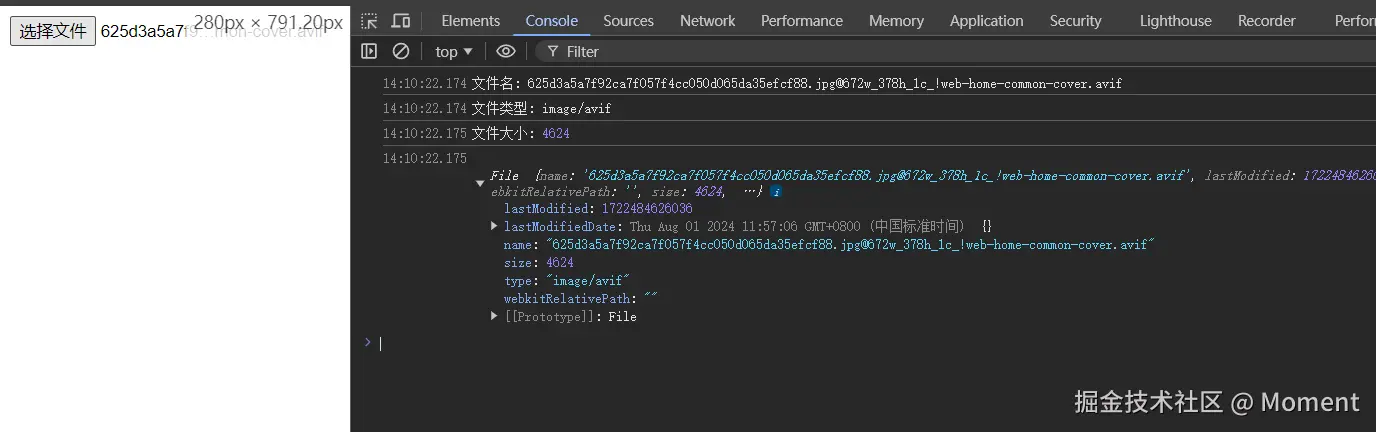 选择文件 625d3a5a7f9...mon-cover.avif
280px × 791.20px
Elements Console Sources Network Performance Memory Application Security Lighthouse Recorder Perfor
top Filter
14:10:22.174 文件名: 625d3a5a7f92ca7f057f4cc050d065da35efcf88.jpg@672w_378h_1c_!web-home-common-cover.avif
14:10:22.174 文件类型: image/avif
14:10:22.175 文件大小: 4624
14:10:22.175
File {name: '625d3a5a7f92ca7f057f4cc050d065da35efcf88.jpg@672w_378h_1c_!web-home-common-cover.avif', lastModified: 1722484626
ebkitRelativePath: '', size: 4624, …} i
lastModified: 1722484626036
lastModifiedDate: Thu Aug 01 2024 11:57:06 GMT+0800 (中国标准时间) {}
name: "625d3a5a7f92ca7f057f4cc050d065da35efcf88.jpg@672w_378h_1c_!web-home-common-cover.avif"
size: 4624
type: "image/avif"
webkitRelativePath: ""
[[Prototype]]: File
掘金技术社区 @ Moment